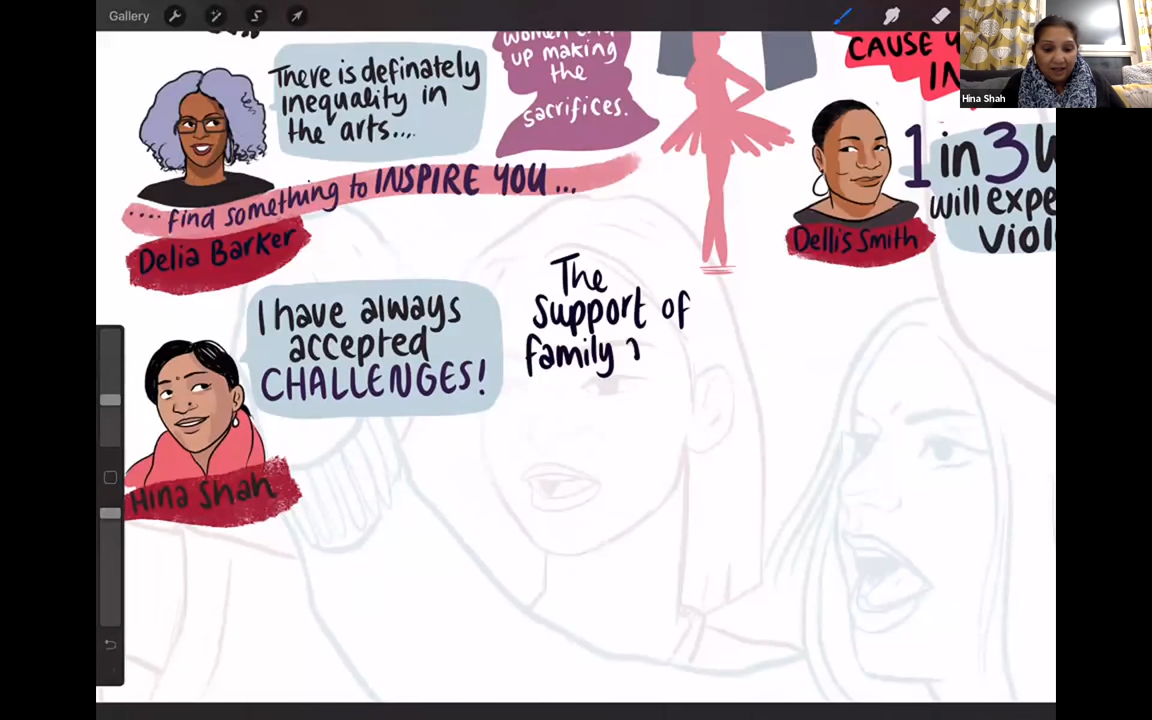 Gallery
Hina Shah
up making
the
sacrifices.
There is definately
inequality in
the arts....
.... find something to INSPIRE YOU ...
Delia Barker
CAUSE
IN
1 in 3
will expe
viol
Dellis Smith
I have always
accepted
CHALLENGES!
Hina Shah
The
support of
family